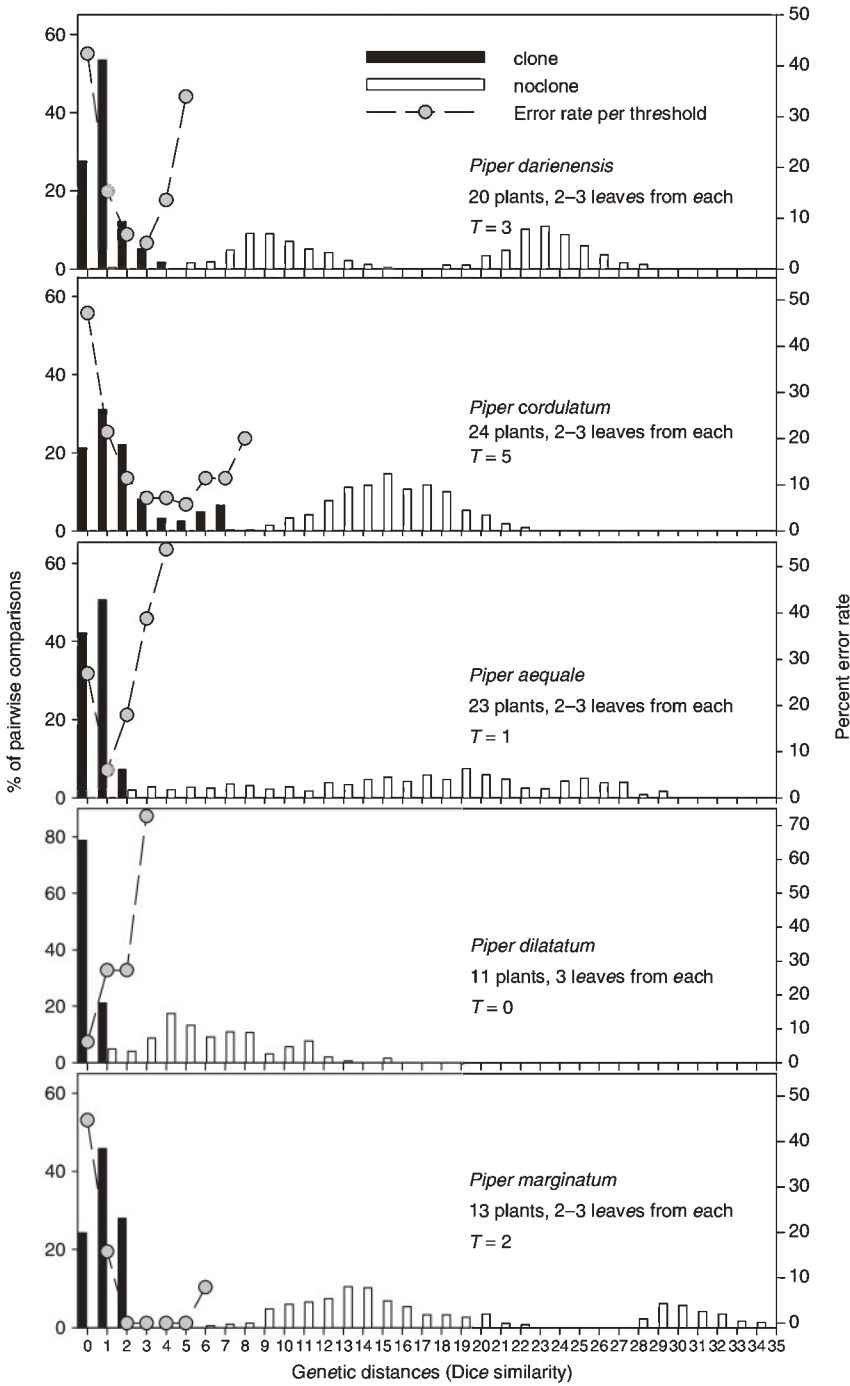 60
40
20
0
50
40
30
20
10
0
clone
noclone
Error rate per threshold
Piper darienensis
20 plants, 2–3 leaves from each
T = 3
60
40
20
0
50
40
30
20
10
0
Piper cordulatum
24 plants, 2–3 leaves from each
T = 5
60
40
20
0
50
40
30
20
10
0
Piper aequale
23 plants, 2–3 leaves from each
T = 1
% of pairwise comparisons
Percent error rate
80
60
40
20
0
70
60
50
40
30
20
10
0
Piper dilatatum
11 plants, 3 leaves from each
T = 0
60
40
20
0
50
40
30
20
10
0
Piper marginatum
13 plants, 2–3 leaves from each
T = 2
0 1 2 3 4 5 6 7 8 9 10 11 12 13 14 15 16 17 18 19 20 21 22 23 24 25 26 27 28 29 30 31 32 33 34 35
Genetic distances (Dice similarity)